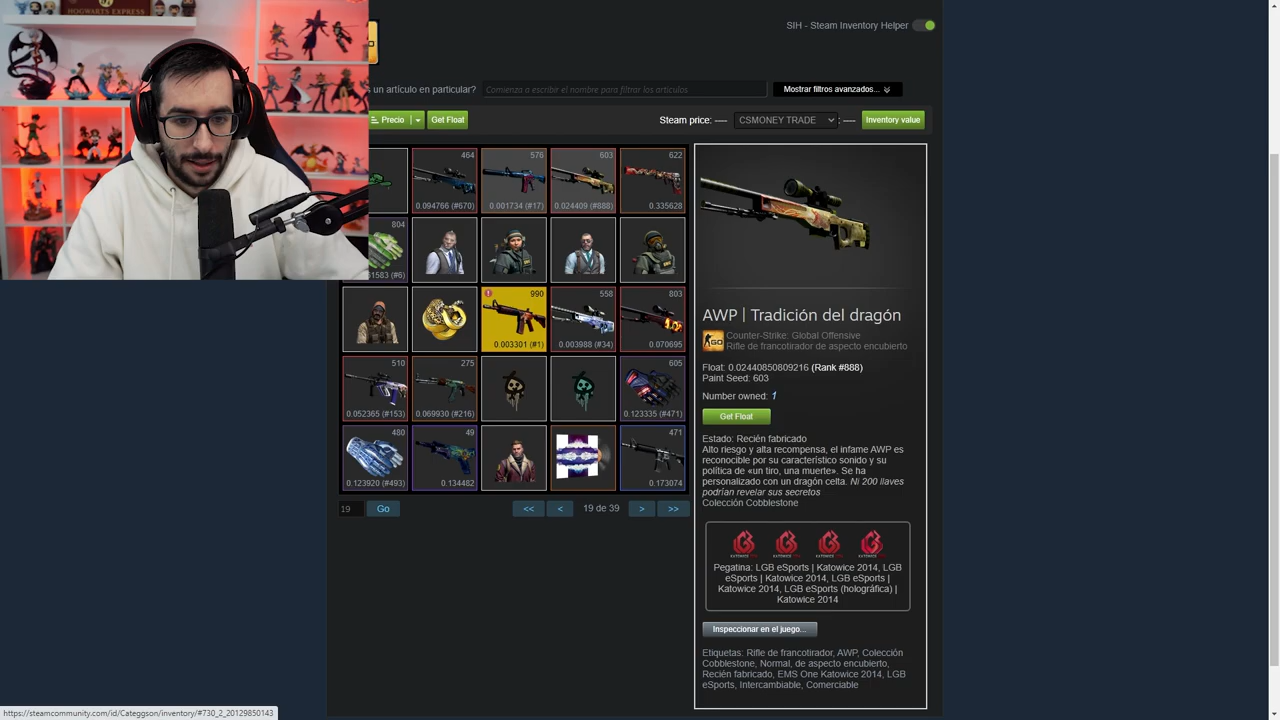 HOGWARTS EXPRESS
SIH - Steam Inventory Helper
un artículo en particular?
Comienza a escribir el nombre para filtrar los artículos
Mostrar filtros avanzados...
Precio
Get Float
Steam price: ----
CSMONEY TRADE
: ----
Inventory value
464
576
603
622
0.094766 (#670)
0.001734 (#17)
0.024409 (#888)
0.335628
804
61583 (#6)
990
558
803
0.003301 (#1)
0.003988 (#34)
0.070695
510
275
605
0.052365 (#153)
0.069930 (#216)
0.123335 (#471)
480
49
471
0.123920 (#493)
0.134482
0.173074
19
Go
<<
<
19 de 39
>
>>
AWP | Tradición del dragón
Counter-Strike: Global Offensive
Rifle de francotirador de aspecto encubierto
Float: 0.02440850809216 (Rank #888)
Paint Seed: 603
Number owned: 1
Get Float
Estado: Recién fabricado
Alto riesgo y alta recompensa, el infame AWP es
reconocible por su característico sonido y su
política de «un tiro, una muerte». Se ha
personalizado con un dragón celta. Ni 200 llaves
podrían revelar sus secretos
Colección Cobblestone
Pegatina: LGB eSports | Katowice 2014, LGB
eSports | Katowice 2014, LGB eSports |
Katowice 2014, LGB eSports (holográfica) |
Katowice 2014
Inspeccionar en el juego...
Etiquetas: Rifle de francotirador, AWP, Colección
Cobblestone, Normal, de aspecto encubierto,
Recién fabricado, EMS One Katowice 2014, LGB
eSports, Intercambiable, Comerciable
https://steamcommunity.com/id/Categgson/inventory/#730_2_20129850143